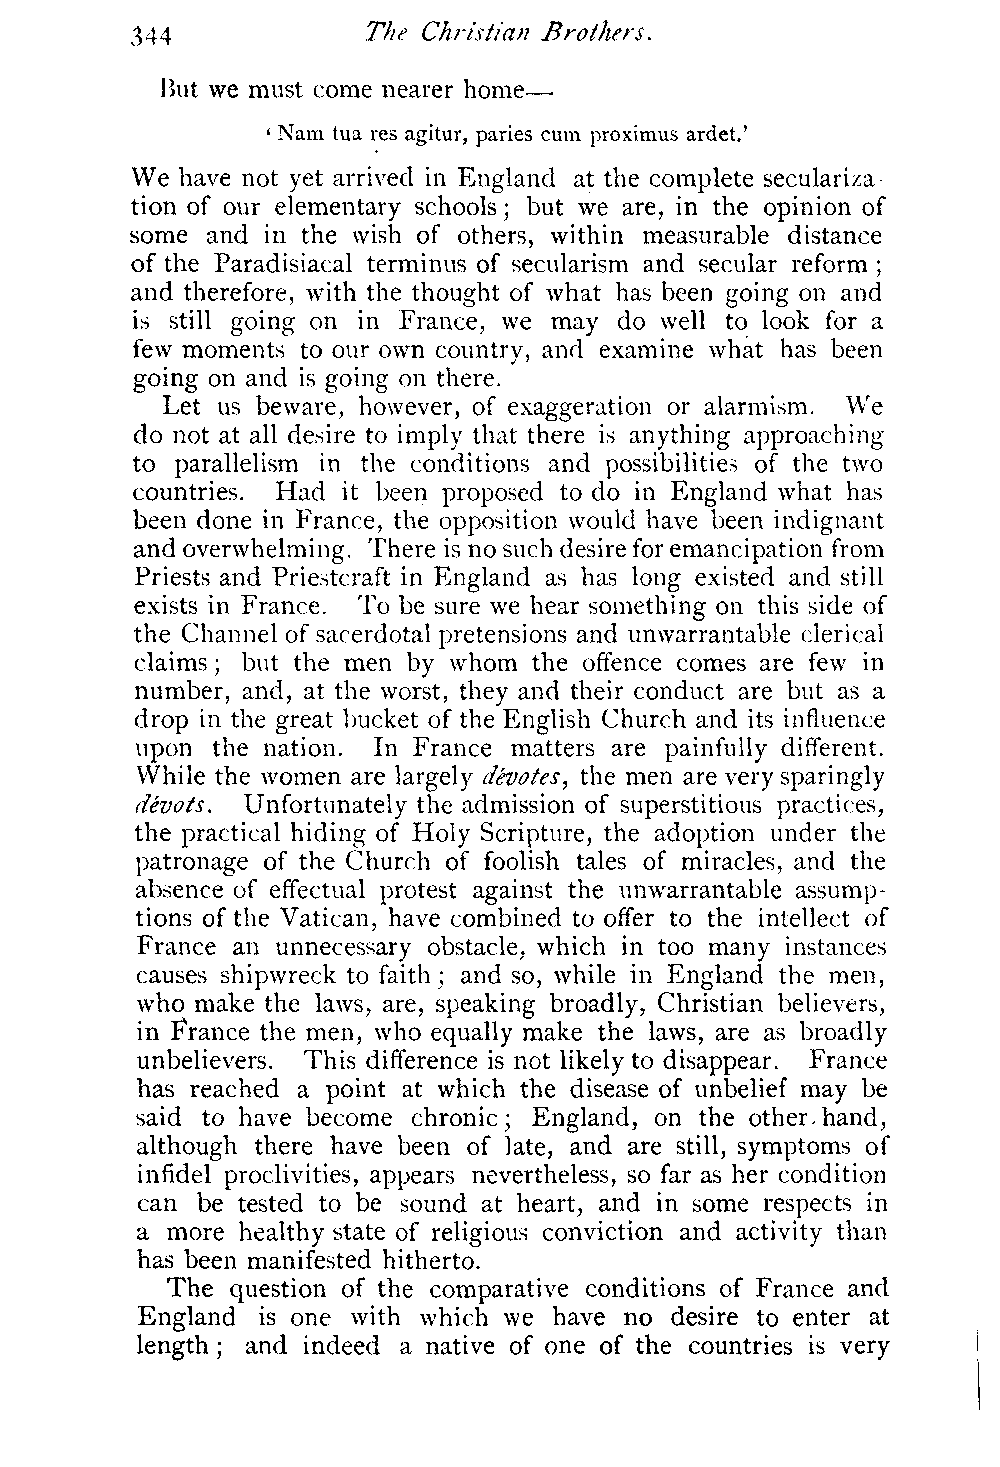 344 The Christian Brothers.
But we must come nearer home—
‘ Nam tua res agitur, paries cum proximus ardet.’
We have not yet arrived in England at the complete seculariza-
tion of our elementary schools ; but we are, in the opinion of
some and in the wish of others, within measurable distance
of the Paradisiacal terminus of secularism and secular reform ;
and therefore, with the thought of what has been going on and
is still going on in France, we may do well to look for a
few moments to our own country, and examine what has been
going on and is going on there.
Let us beware, however, of exaggeration or alarmism. We
do not at all desire to imply that there is anything approaching
to parallelism in the conditions and possibilities of the two
countries. Had it been proposed to do in England what has
been done in France, the opposition would have been indignant
and overwhelming. There is no such desire for emancipation from
Priests and Priestcraft in England as has long existed and still
exists in France. To be sure we hear something on this side of
the Channel of sacerdotal pretensions and unwarrantable clerical
claims ; but the men by whom the offence comes are few in
number, and, at the worst, they and their conduct are but as a
drop in the great bucket of the English Church and its influence
upon the nation. In France matters are painfully different.
While the women are largely dévotes, the men are very sparingly
dévots. Unfortunately the admission of superstitious practices,
the practical hiding of Holy Scripture, the adoption under the
patronage of the Church of foolish tales of miracles, and the
absence of effectual protest against the unwarrantable assump-
tions of the Vatican, have combined to offer to the intellect of
France an unnecessary obstacle, which in too many instances
causes shipwreck to faith ; and so, while in England the men,
who make the laws, are, speaking broadly, Christian believers,
in France the men, who equally make the laws, are as broadly
unbelievers. This difference is not likely to disappear. France
has reached a point at which the disease of unbelief may be
said to have become chronic ; England, on the other hand,
although there have been of late, and are still, symptoms of
infidel proclivities, appears nevertheless, so far as her condition
can be tested to be sound at heart, and in some respects in
a more healthy state of religious conviction and activity than
has been manifested hitherto.
The question of the comparative conditions of France and
England is one with which we have no desire to enter at
length ; and indeed a native of one of the countries is very